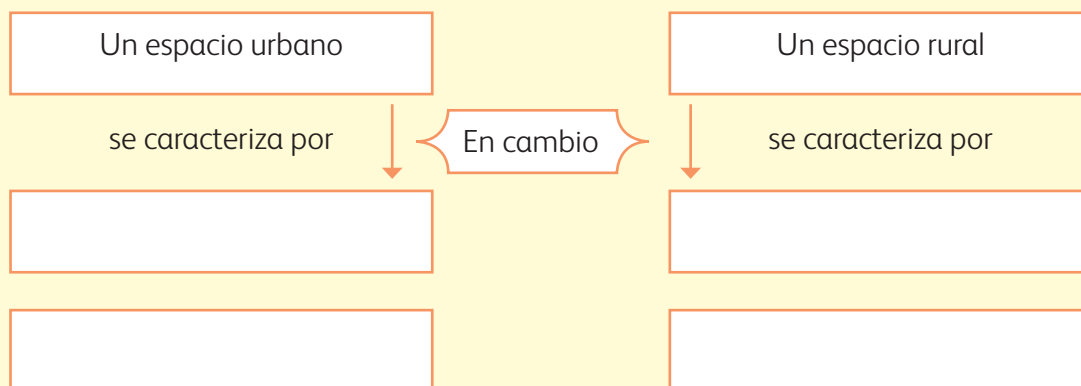 Un espacio urbano
Un espacio rural
se caracteriza por
En cambio
se caracteriza por